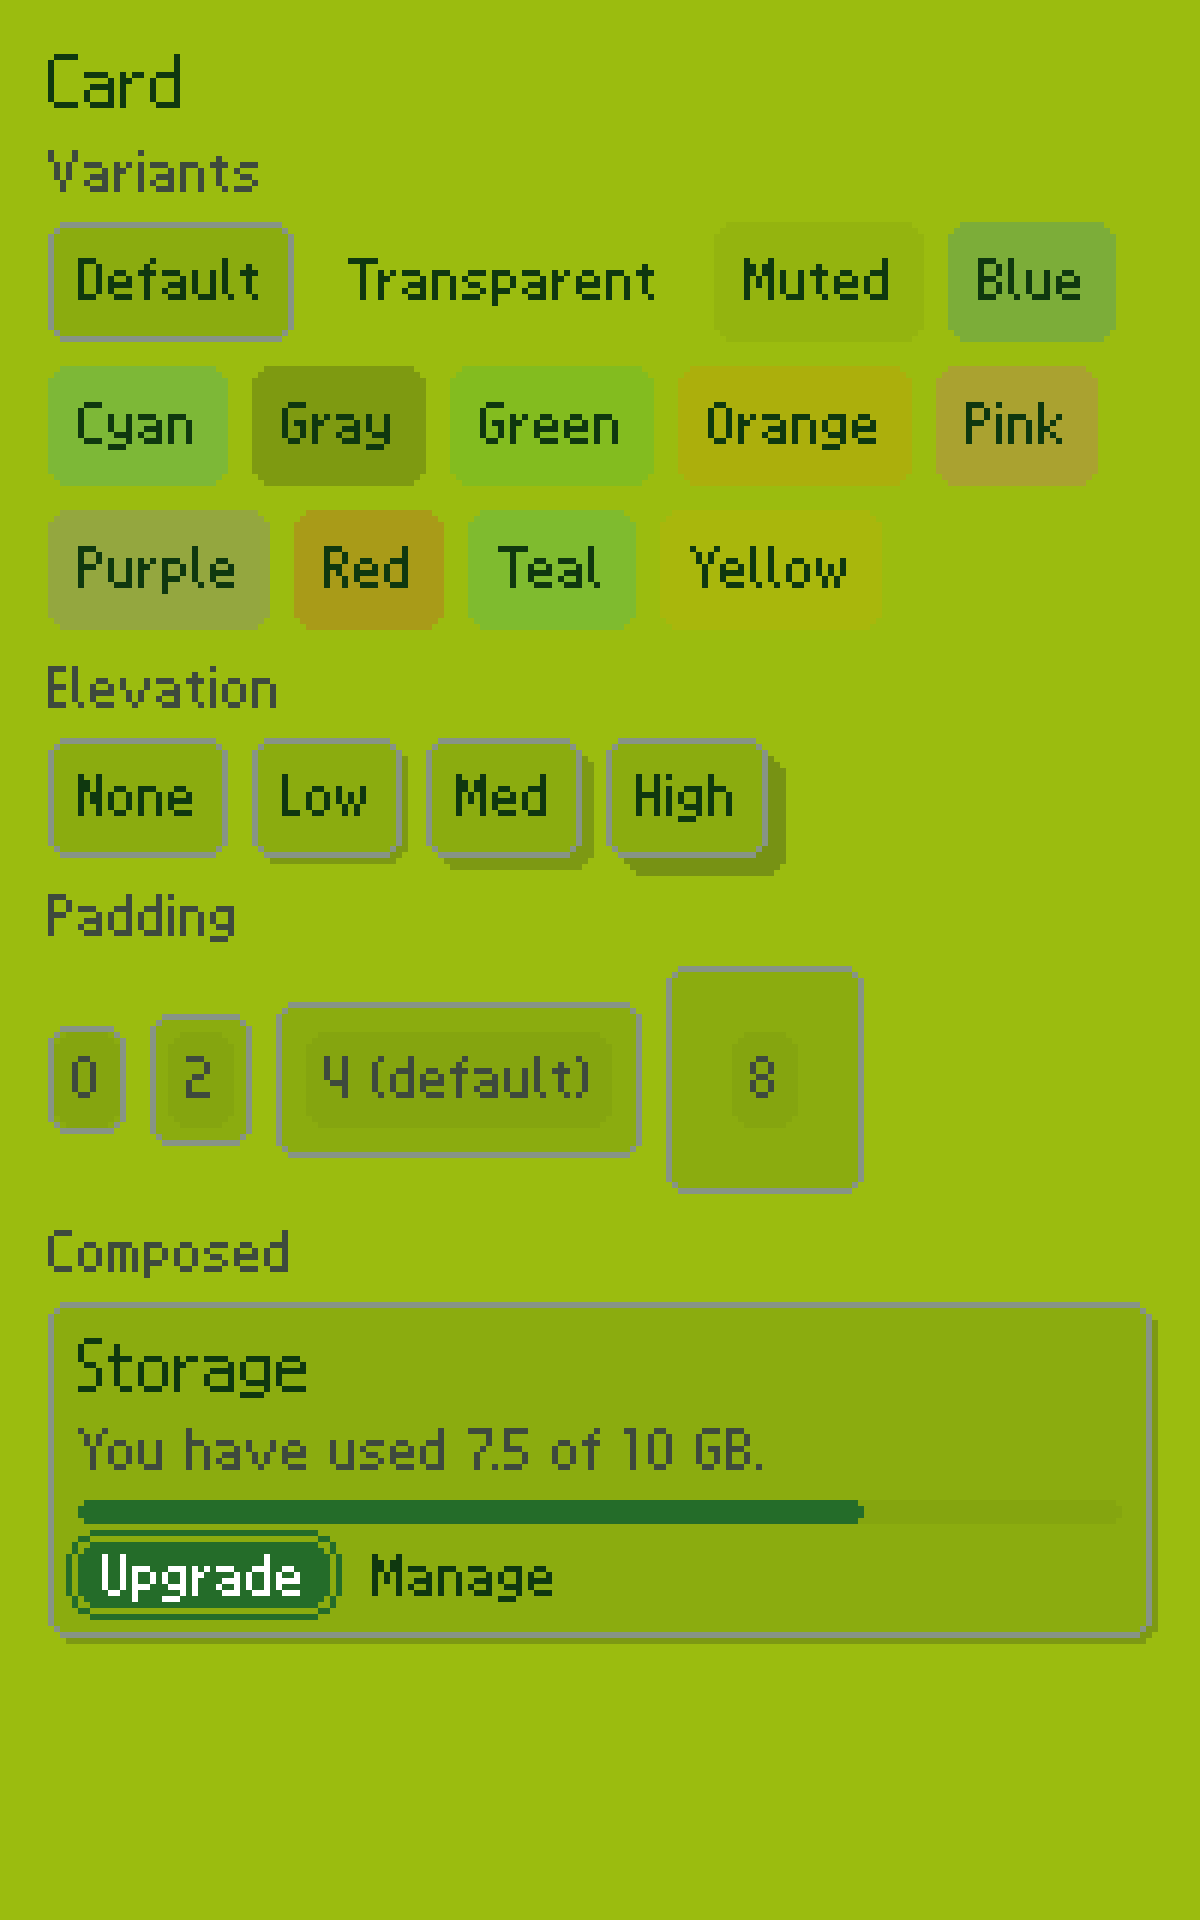 Card
Variants
Default Transparent Muted Blue
Cyan Gray Green Orange Pink
Purple Red Teal Yellow
Elevation
None Low Med High
Padding
0 2 4 (default) 8
Composed
Storage
You have used 7.5 of 10 GB.
Upgrade Manage